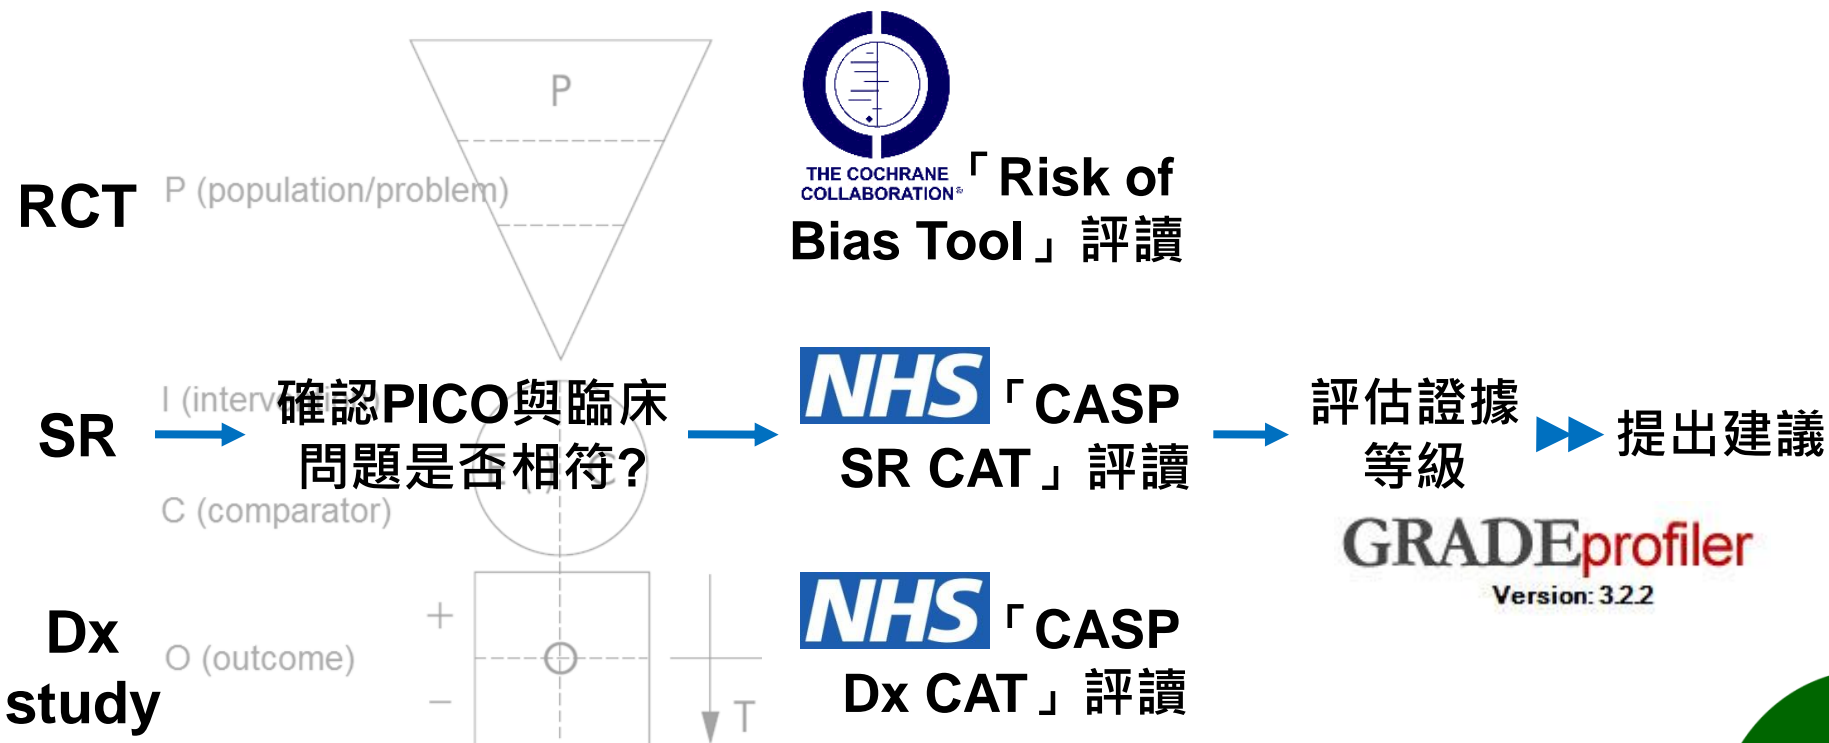 P
THE COCHRANE
COLLABORATION®
「Risk of
Bias Tool」評讀
RCT
P (population/problem)
SR
I (interv
確認PICO與臨床
問題是否相符?
C
C (comparator)
NHS「CASP
SR CAT」評讀
評估證據
等級
提出建議
GRADEprofiler
Version: 3.2.2
Dx
study
+
O (outcome)
−
T
NHS「CASP
Dx CAT」評讀